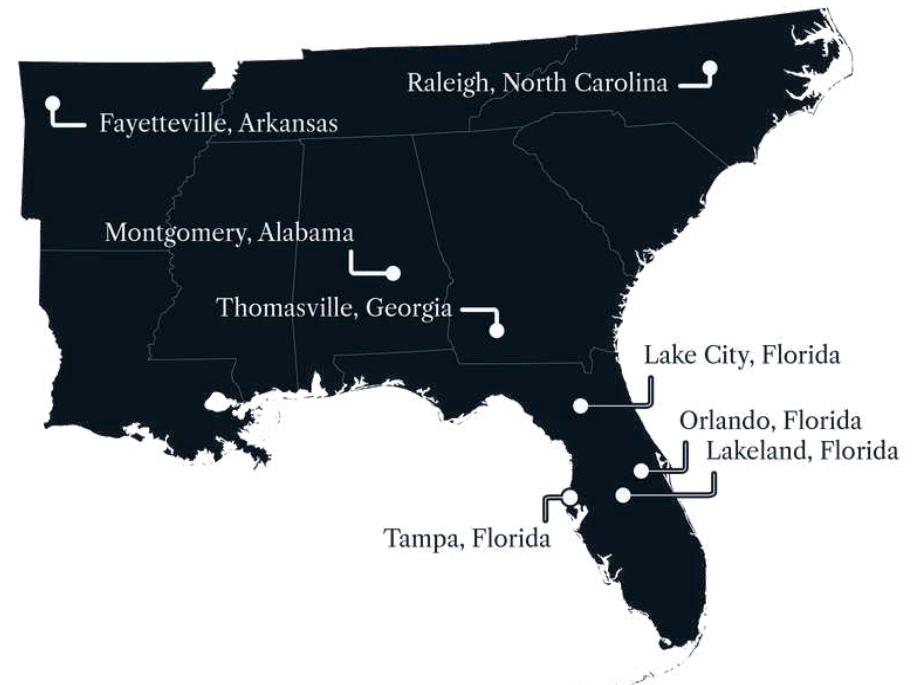 Raleigh, North Carolina
Fayetteville, Arkansas
Montgomery, Alabama
Thomasville, Georgia
Lake City, Florida
Orlando, Florida
Lakeland, Florida
Tampa, Florida